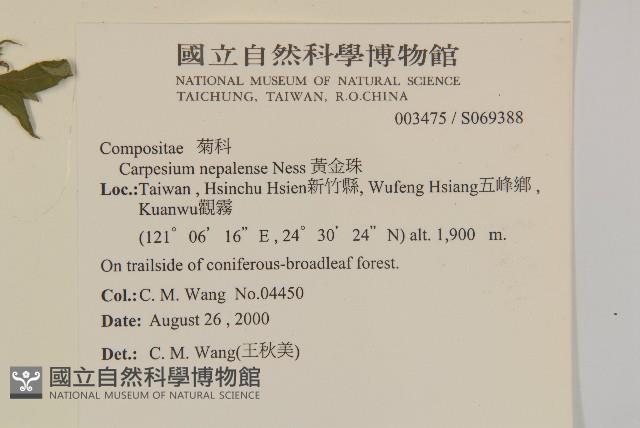 國立自然科學博物館
NATIONAL MUSEUM OF NATURAL SCIENCE
TAICHUNG, TAIWAN, R.O.CHINA
003475 / S069388
Compositae 菊科
Carpesium nepalense Ness 黃金珠
Loc.:Taiwan , Hsinchu Hsien新竹縣, Wufeng Hsiang五峰鄉 ,
Kuanwu觀霧
(121° 06' 16" E , 24° 30' 24" N) alt. 1,900 m.
On trailside of coniferous-broadleaf forest.
Col.: C. M. Wang No.04450
Date: August 26 , 2000
Det.: C. M. Wang(王秋美)
國立自然科學博物館
NATIONAL MUSEUM OF NATURAL SCIENCE